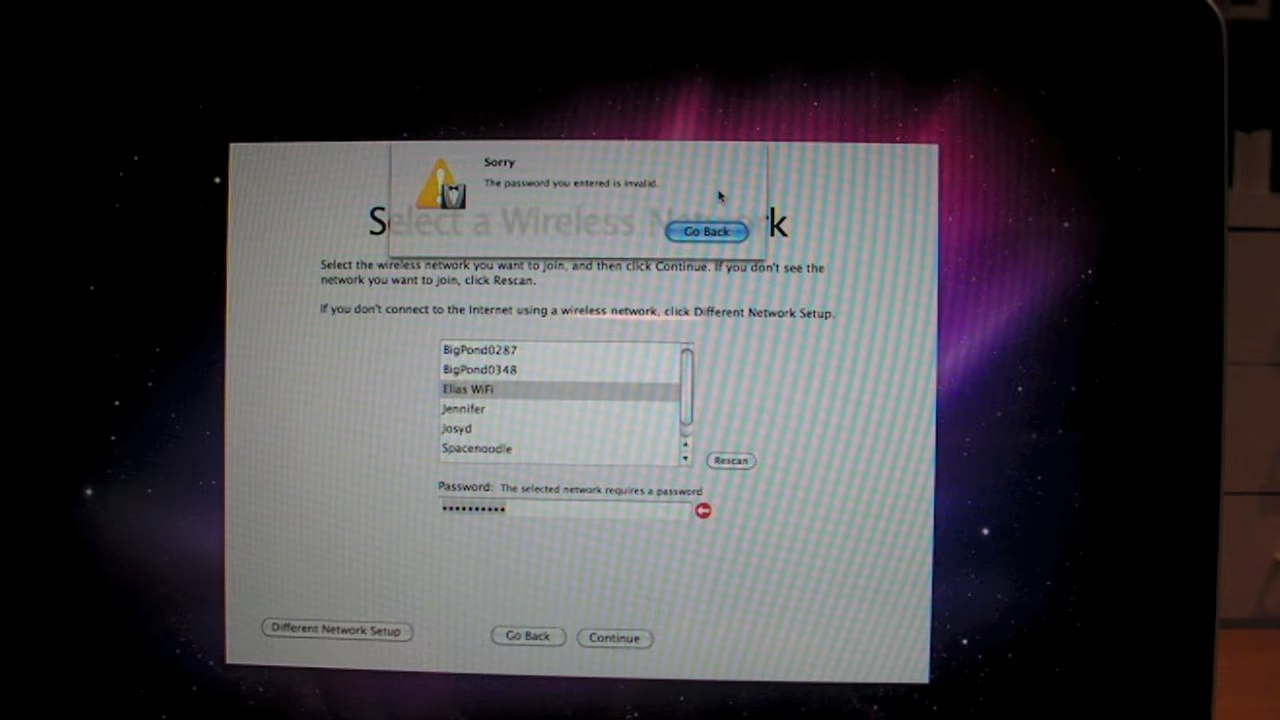 Sorry
The password you entered is invalid.
Go Back
Select a Wireless Network
Select the wireless network you want to join, and then click Continue. If you don't see the
network you want to join, click Rescan.
If you don't connect to the Internet using a wireless network, click Different Network Setup.
BigPond0287
BigPond0348
Elias WiFi
Jennifer
Josyd
Spacenoodle
Rescan
Password: The selected network requires a password
Different Network Setup
Go Back
Continue